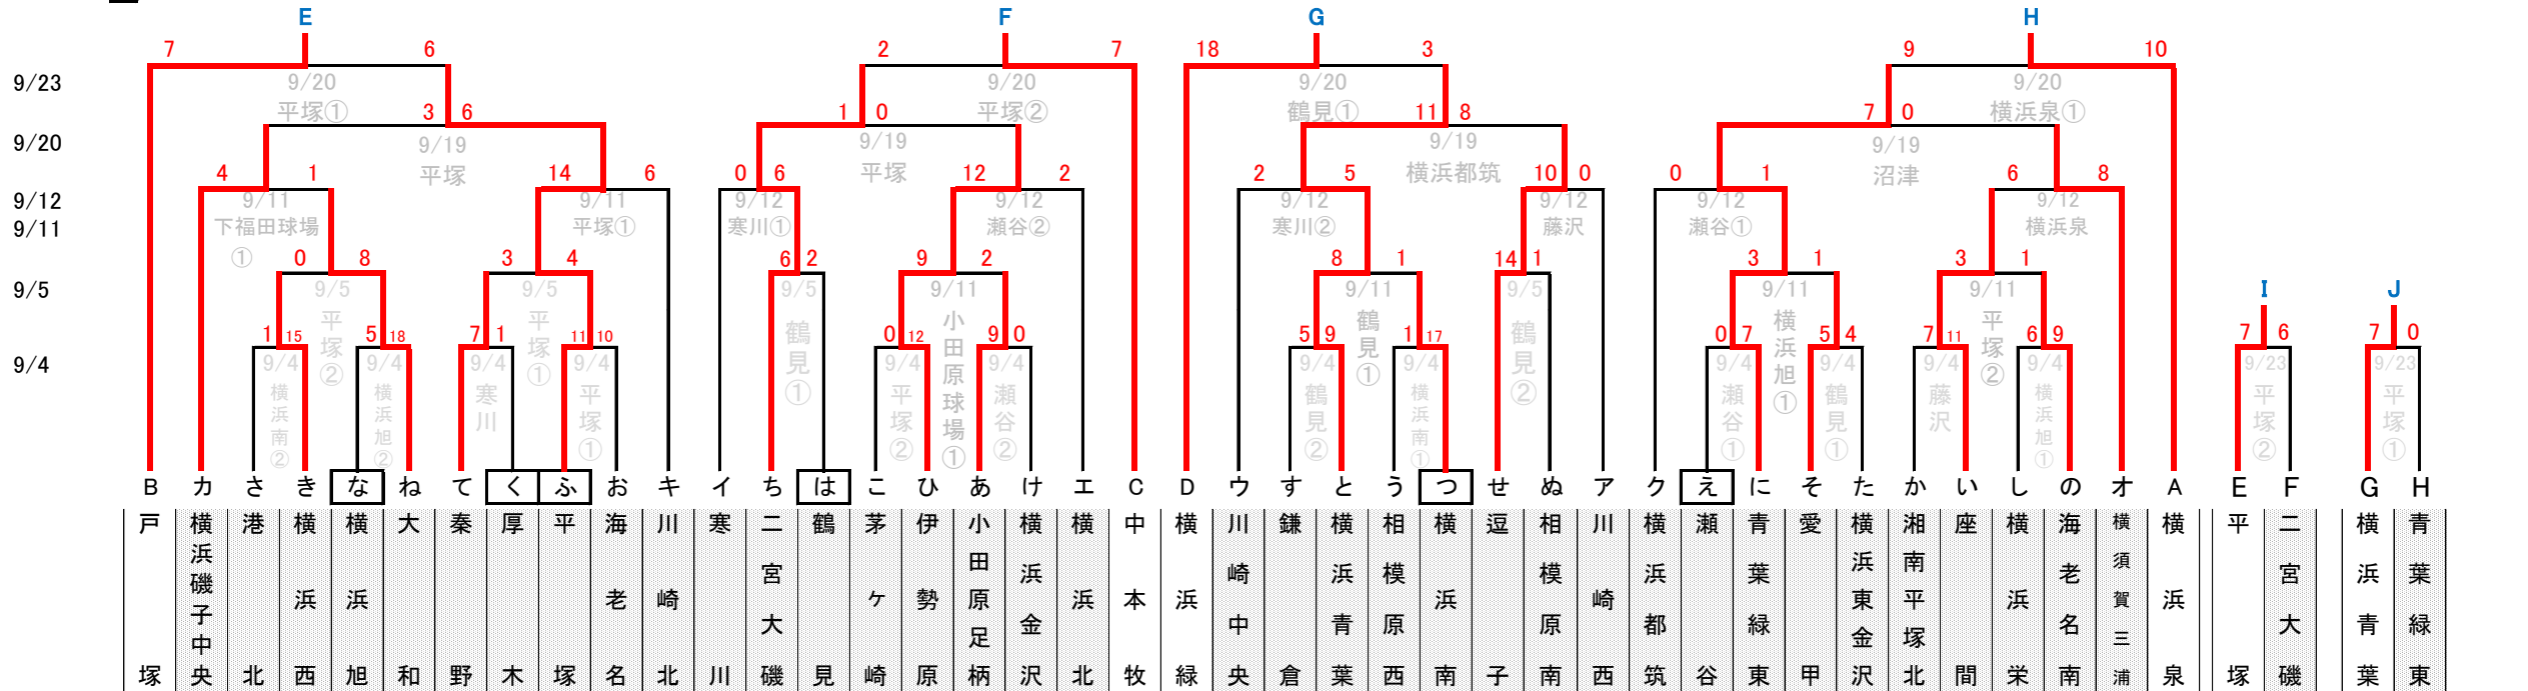 E F G H
7 6 2 7 18 3 9 10
9/23 9/20 9/20 9/20 9/20
平塚① 3 6 1 0 平塚② 鶴見① 11 8 7 0 横浜泉①
9/20 9/19 9/19 9/19 9/19
平塚 平塚 横浜都筑 沼津
4 1 14 6 0 6 12 2 2 5 10 0 0 1 6 8
9/12 9/11 9/11 9/12 9/12 9/12 9/12 9/12 9/12
9/11 下福田球場 平塚① 寒川① 瀬谷② 寒川② 藤沢 瀬谷① 横浜泉
①
0 8 3 4 6 2 9 2 8 1 14 1 3 1 3 1
9/5 9/5 9/5 9/5 9/11 9/11 9/5 9/11 9/11 I J
平塚② 平塚① 鶴見① 小田原球場① 鶴見① 鶴見② 横浜旭① 平塚②
1 15 5 18 7 1 11 10 0 12 9 0 5 9 1 17 0 7 5 4 7 11 6 9 7 6 7 0
9/4 9/4 9/4 9/4 9/4 9/4 9/4 9/4 9/4 9/4 9/4 9/4 9/4 9/23 9/23
横浜南② 横浜旭② 寒川 平塚① 平塚② 瀬谷② 鶴見② 横浜南① 瀬谷① 鶴見① 藤沢 横浜旭① 平塚② 平塚①
B カ さ き な ね て く ふ お キ イ ち は こ ひ あ け エ C D ウ す と う つ せ ぬ ア ク え に そ た か い し の オ A E F G H
戸塚
横浜磯子中央
港北
横浜西
横浜旭
大和
秦野
厚木
平塚
海老名
川崎北
寒川
二宮大磯
鶴見
茅ヶ崎
伊勢原
小田原足柄
横浜金沢
横浜北
中本牧
横浜緑
川崎中央
鎌倉
横浜青葉
相模原西
横浜南
逗子
相模原南
川崎西
横浜都筑
瀬谷
青葉緑東
愛甲
横浜東金沢
湘南平塚北
座間
横浜栄
海老名南
横須賀三浦
横浜泉
平塚
二宮大磯
横浜青葉
青葉緑東